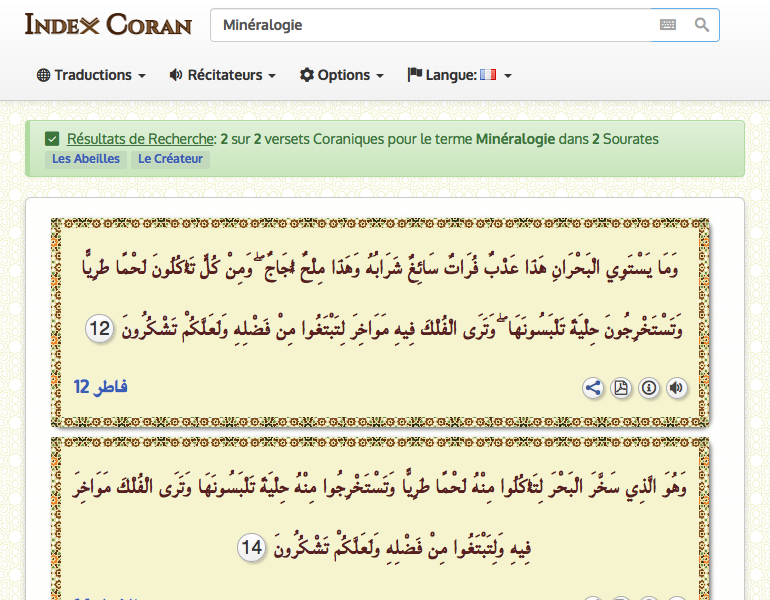 INDEX CORAN
Minéralogie
Traductions
Récitateurs
Options
Langue:
Résultats de Recherche: 2 sur 2 versets Coraniques pour le terme Minéralogie dans 2 Sourates
Les Abeilles Le Créateur
وَمَا يَسْتَوِي الْبَحْرَانِ هَذَا عَذْبٌ فُرَاتٌ سَائِغٌ شَرَابُهُ وَهَذَا مِلْحٌ أُجَاجٌ ۖ وَمِنْ كُلٍّ تَأْكُلُونَ لَحْمًا طَرِيًّا
وَتَسْتَخْرِجُونَ حِلْيَةً تَلْبَسُونَهَا ۖ وَتَرَى الْفُلْكَ فِيهِ مَوَاخِرَ لِتَبْتَغُوا مِنْ فَضْلِهِ وَلَعَلَّكُمْ تَشْكُرُونَ 12
فاطر 12
وَهُوَ الَّذِي سَخَّرَ الْبَحْرَ لِتَأْكُلُوا مِنْهُ لَحْمًا طَرِيًّا وَتَسْتَخْرِجُوا مِنْهُ حِلْيَةً تَلْبَسُونَهَا وَتَرَى الْفُلْكَ مَوَاخِرَ
فِيهِ وَلِتَبْتَغُوا مِنْ فَضْلِهِ وَلَعَلَّكُمْ تَشْكُرُونَ 14